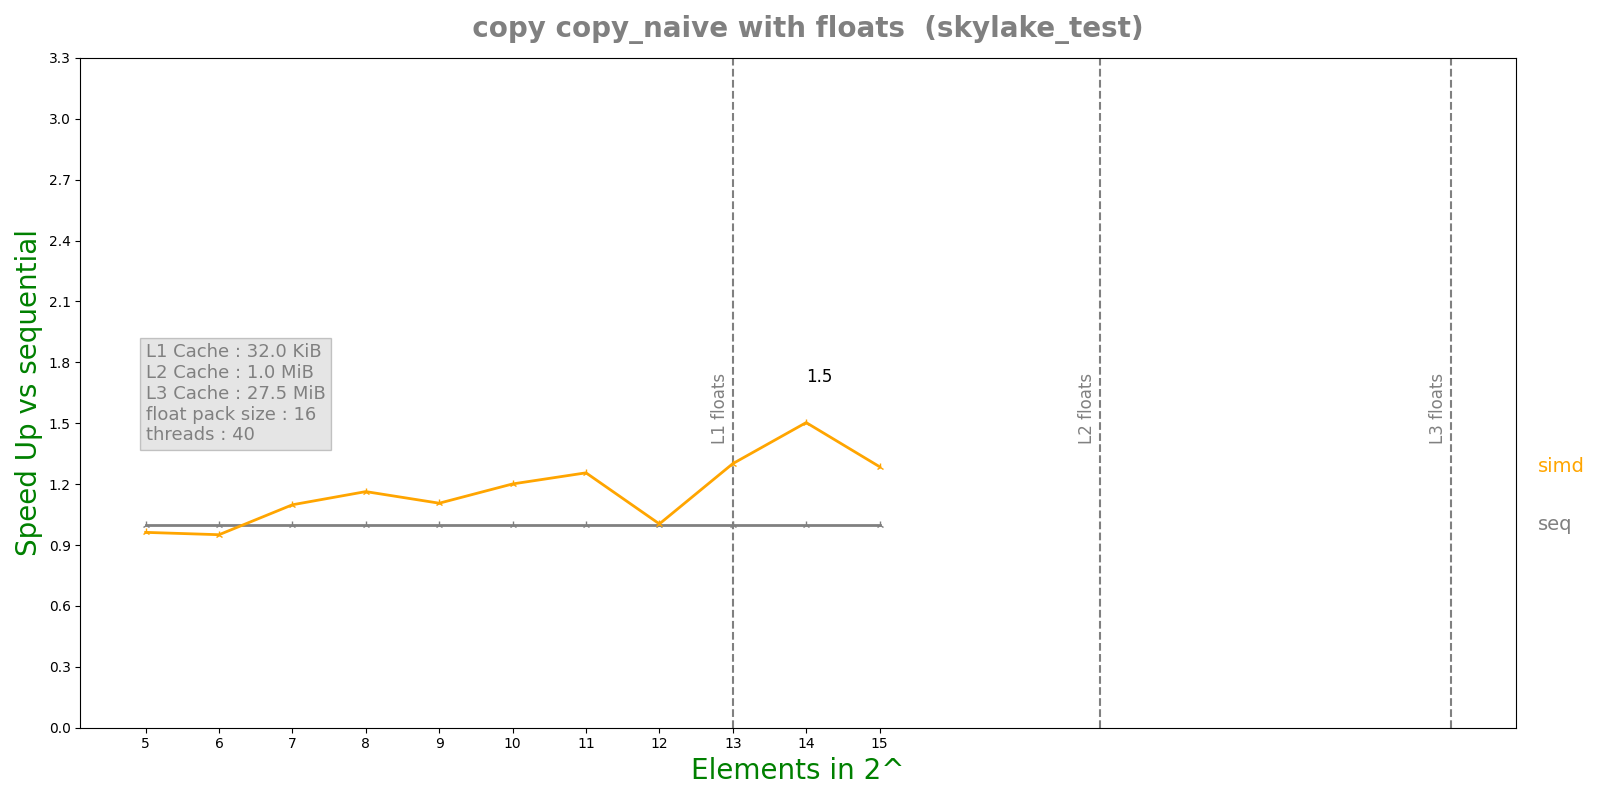 copy copy_naive with floats (skylake_test)
Speed Up vs sequential
3.3
3.0
2.7
2.4
2.1
1.8
1.5
1.2
0.9
0.6
0.3
0.0
L1 Cache : 32.0 KiB
L2 Cache : 1.0 MiB
L3 Cache : 27.5 MiB
float pack size : 16
threads : 40
L1 floats
1.5
L2 floats
L3 floats
simd
seq
5 6 7 8 9 10 11 12 13 14 15
Elements in 2^